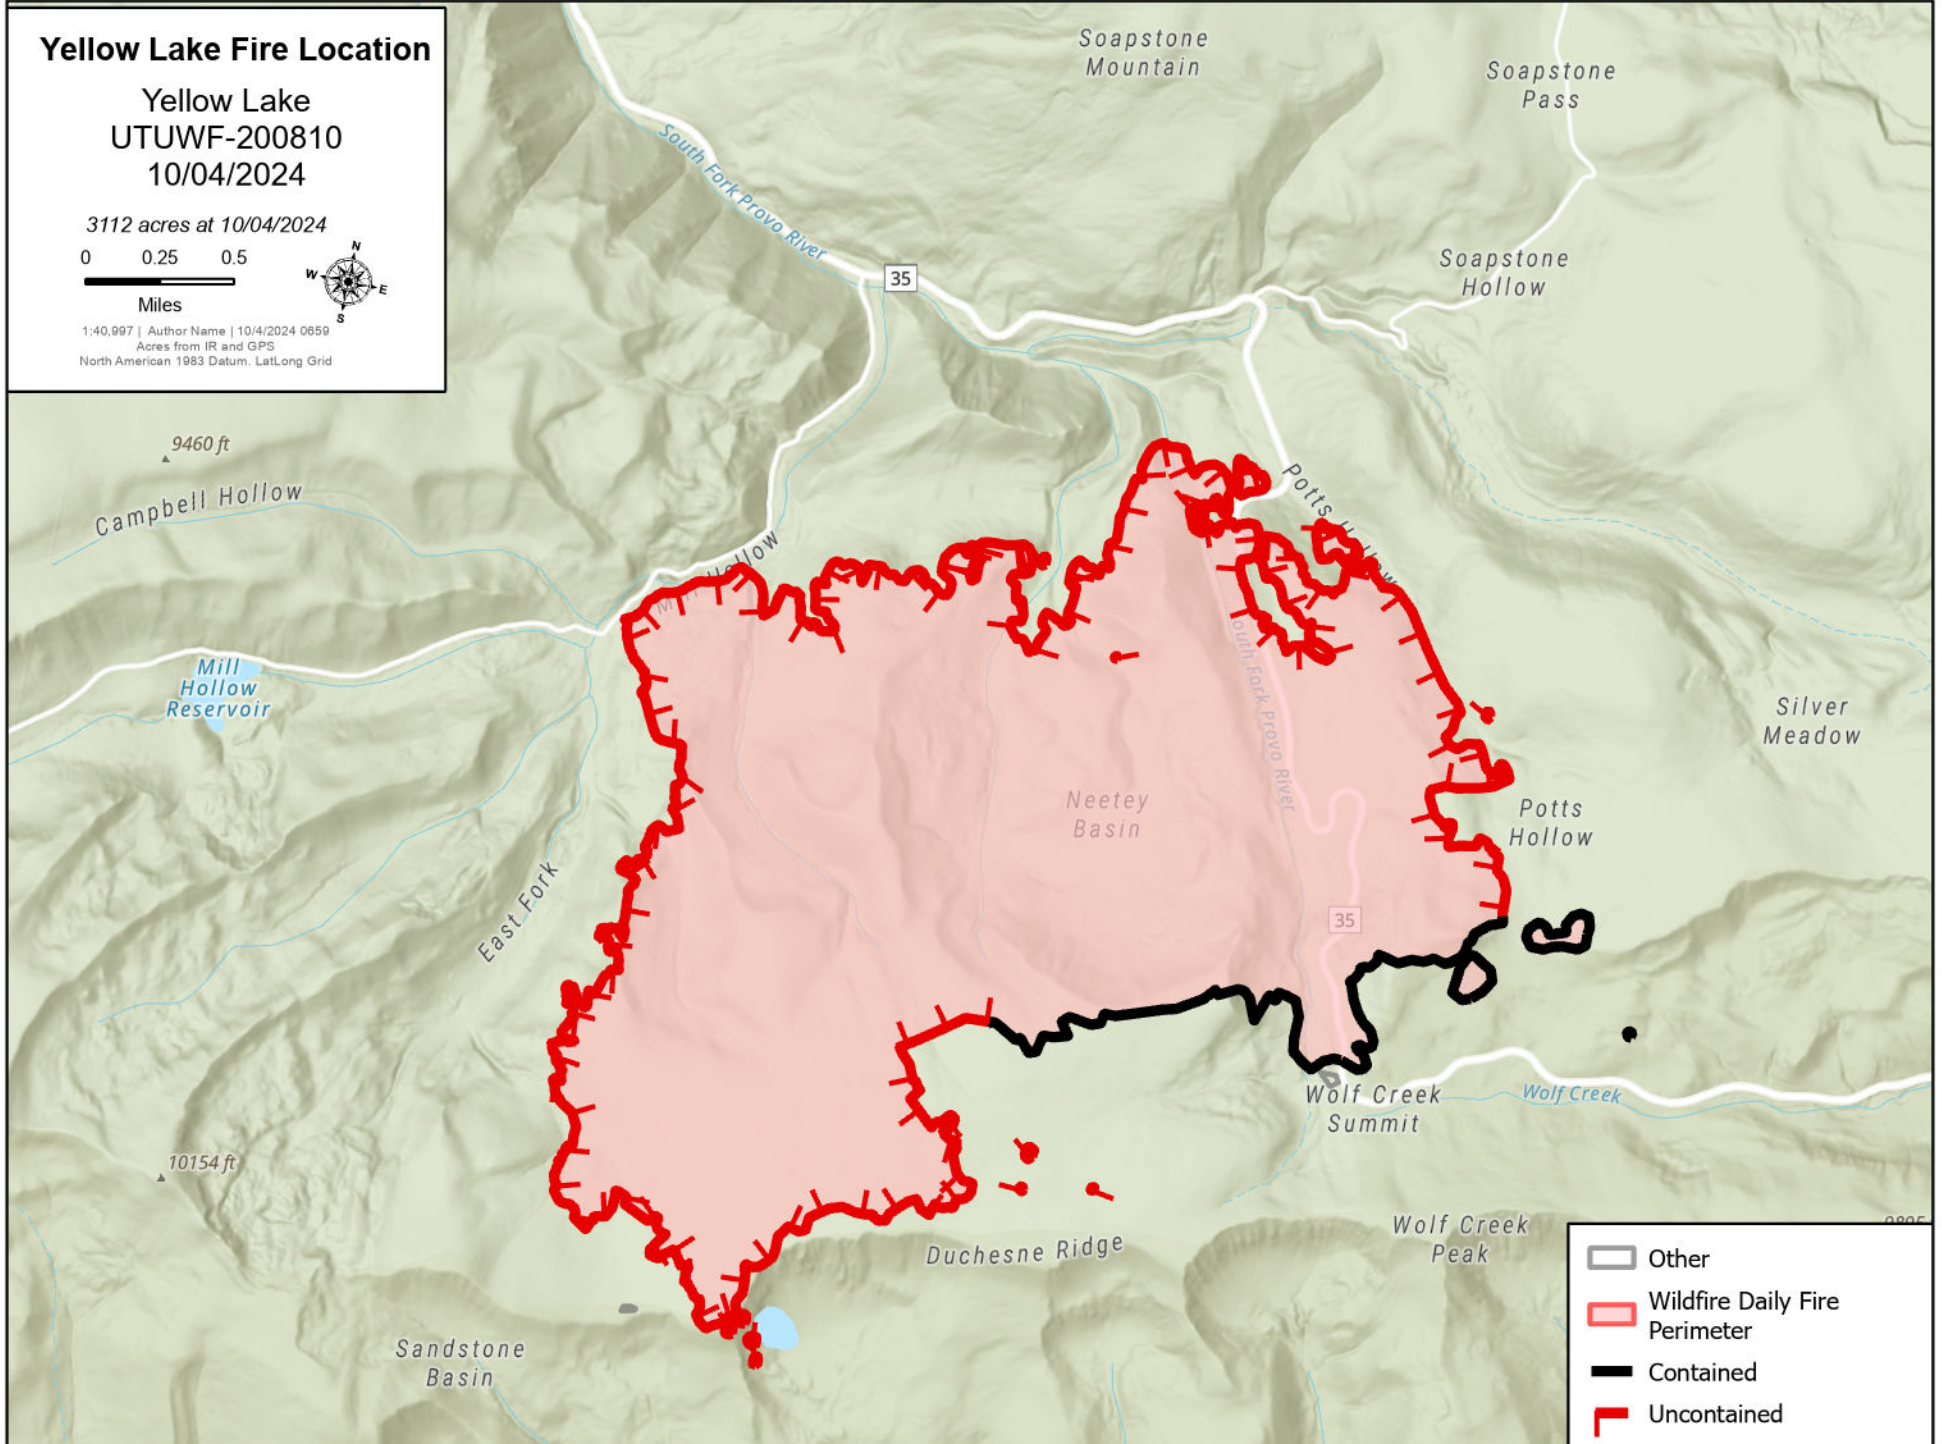 Yellow Lake Fire Location
Yellow Lake
UTUWF-200810
10/04/2024
3112 acres at 10/04/2024
0 0.25 0.5
Miles
N
W
E
S
1:40,997 | Author Name | 10/4/2024 0659
Acres from IR and GPS
North American 1983 Datum. LatLong Grid
Soapstone
Mountain
Soapstone
Pass
South Fork Provo River
35
Soapstone
Hollow
9460 ft
Campbell Hollow
Potts Hollow
Mill Hollow
Mill
Hollow
Reservoir
South Fork Provo River
Silver
Meadow
Neetey
Basin
Potts
Hollow
East Fork
35
Wolf Creek
Summit
Wolf Creek
10154 ft
Duchesne Ridge
Wolf Creek
Peak
Sandstone
Basin
Other
Wildfire Daily Fire
Perimeter
Contained
Uncontained